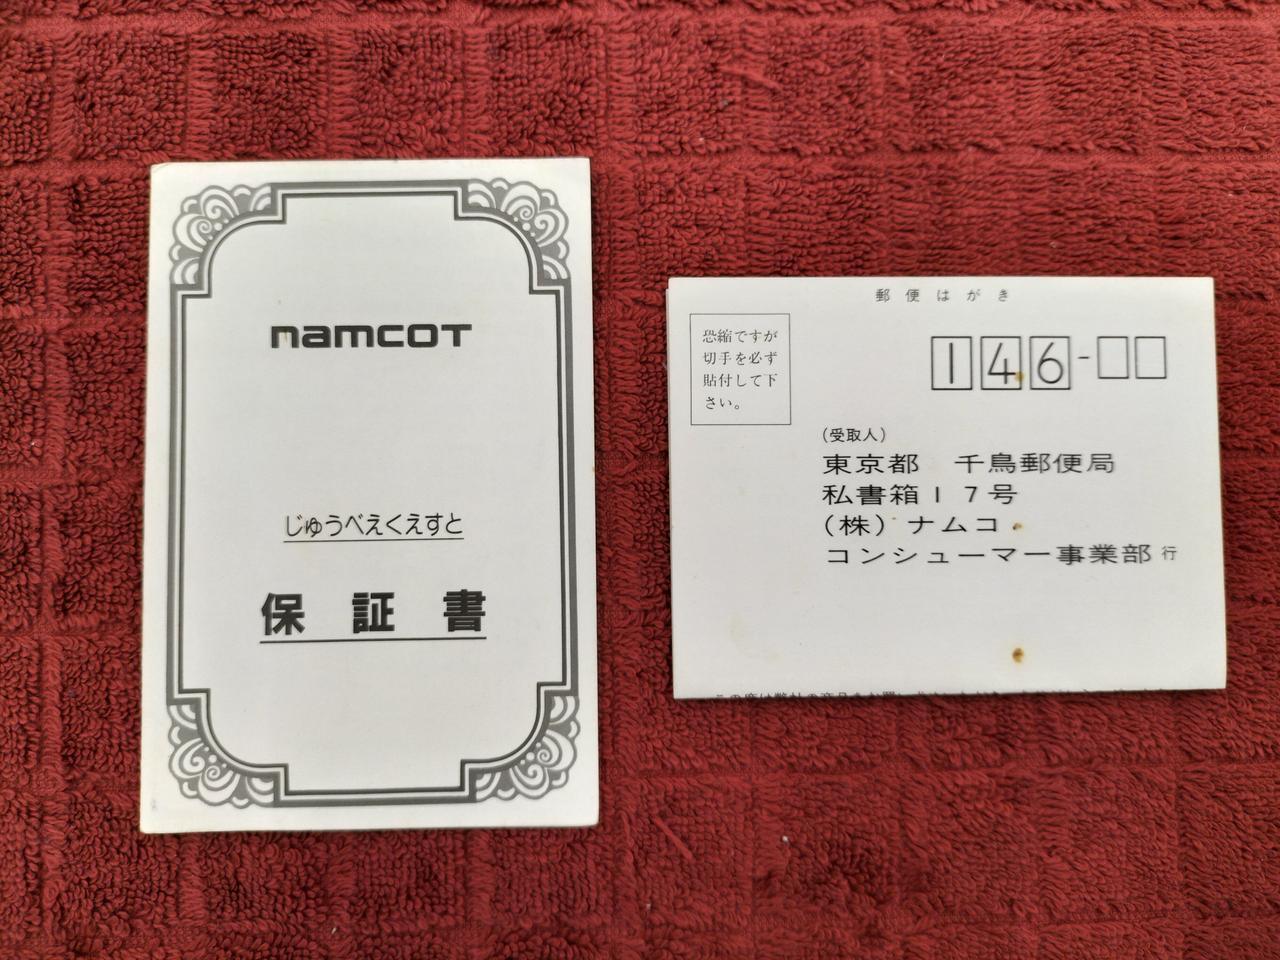 namcot
じゅうべえくえすと
保証書
郵便はがき
恐縮ですが
切手を必ず
貼付して下
さい。
146-
(受取人)
東京都 千鳥郵便局
私書箱17号
(株)ナムコ
コンシューマー事業部 行